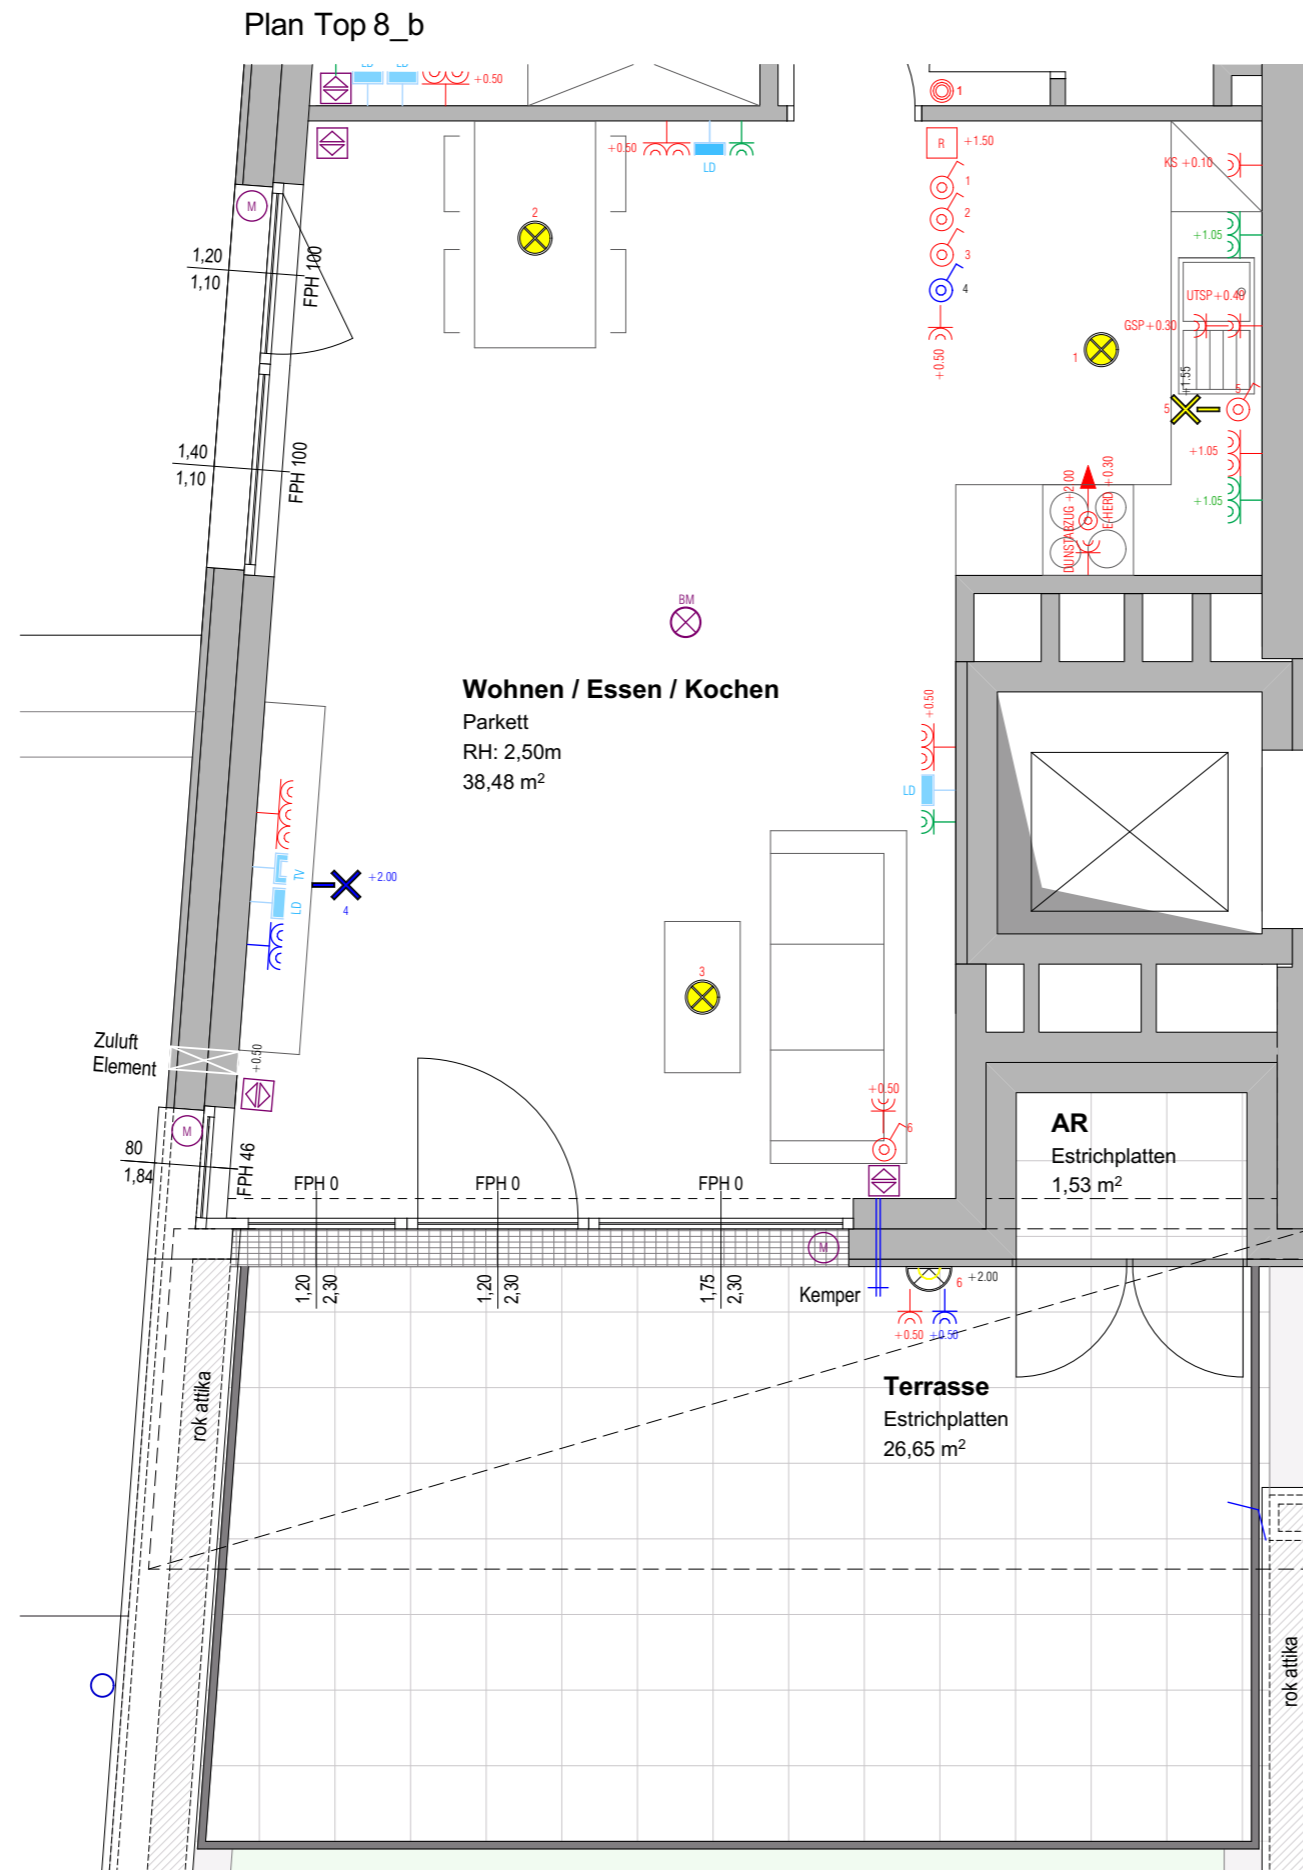 Plan Top 8_b
+0.50
1
+0.50
LD
R
+1.50
KS +0.10
M
1
2
2
3
4
+1.05
1,20
1,10
FPH 100
UTSP+0.40
GSP+0.30
+0.50
1
+1.55
5
5
1,40
1,10
FPH 100
+1.05
+1.05
DUNSTABZUG +2.00
E-HERD +0.30
BM
Wohnen / Essen / Kochen
Parkett
RH: 2,50m
38,48 m²
+0.50
LD
TV
LD
+2.00
4
3
Zuluft
Element
+0.50
M
80
1,84
FPH 46
+0.50
6
AR
Estrichplatten
1,53 m²
FPH 0
FPH 0
FPH 0
M
1,20
2,30
1,20
2,30
1,75
2,30
Kemper
6
+2.00
+0.50
+0.50
Terrasse
Estrichplatten
26,65 m²
rok attika
rok attika